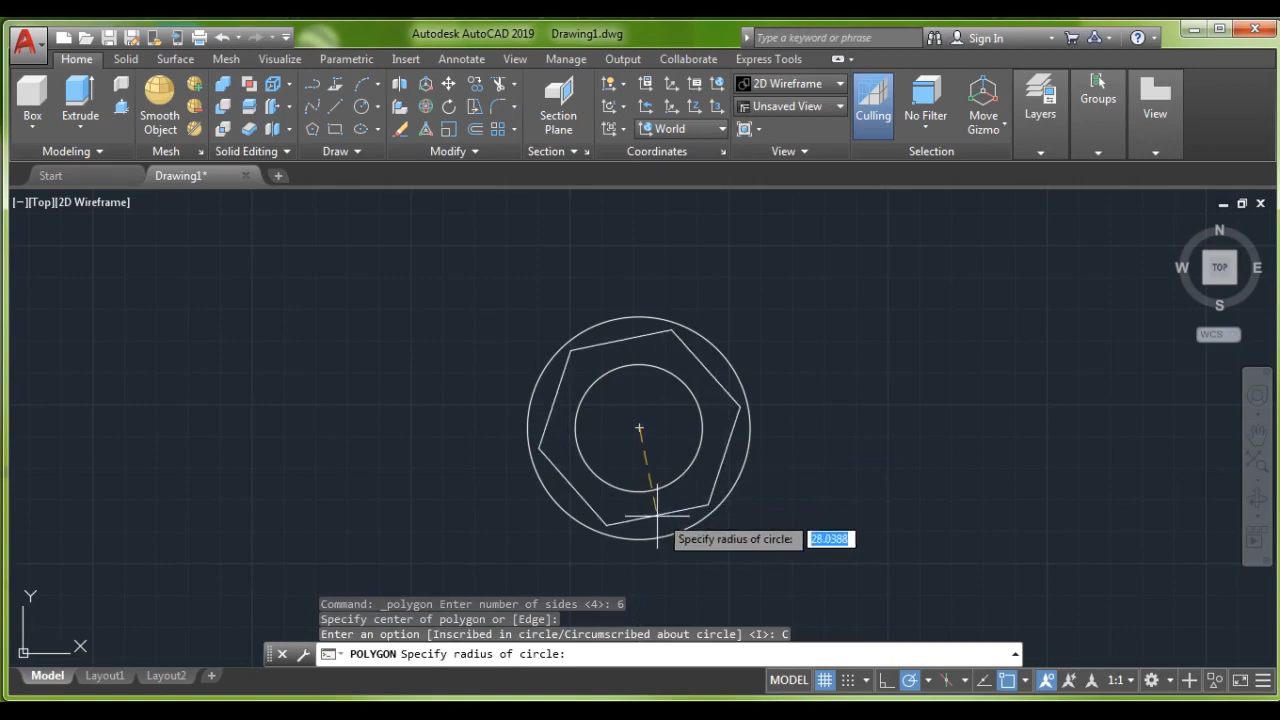 Autodesk AutoCAD 2019 Drawing1.dwg
Type a keyword or phrase
Sign In
Home Solid Surface Mesh Visualize Parametric Insert Annotate View Manage Output Collaborate Express Tools
Box
Extrude
Smooth Object
Section Plane
World
2D Wireframe
Unsaved View
Culling
No Filter
Move Gizmo
Layers
Groups
View
Modeling Mesh Solid Editing Draw Modify Section Coordinates View Selection
Start Drawing1*
[−][Top][2D Wireframe]
N
W TOP E
S
WCS
Specify radius of circle: 28.0388
Y
X
Command: _polygon Enter number of sides <4>: 6
Specify center of polygon or [Edge]:
Enter an option [Inscribed in circle/Circumscribed about circle] <I>: C
POLYGON Specify radius of circle:
Model Layout1 Layout2 MODEL 1:1